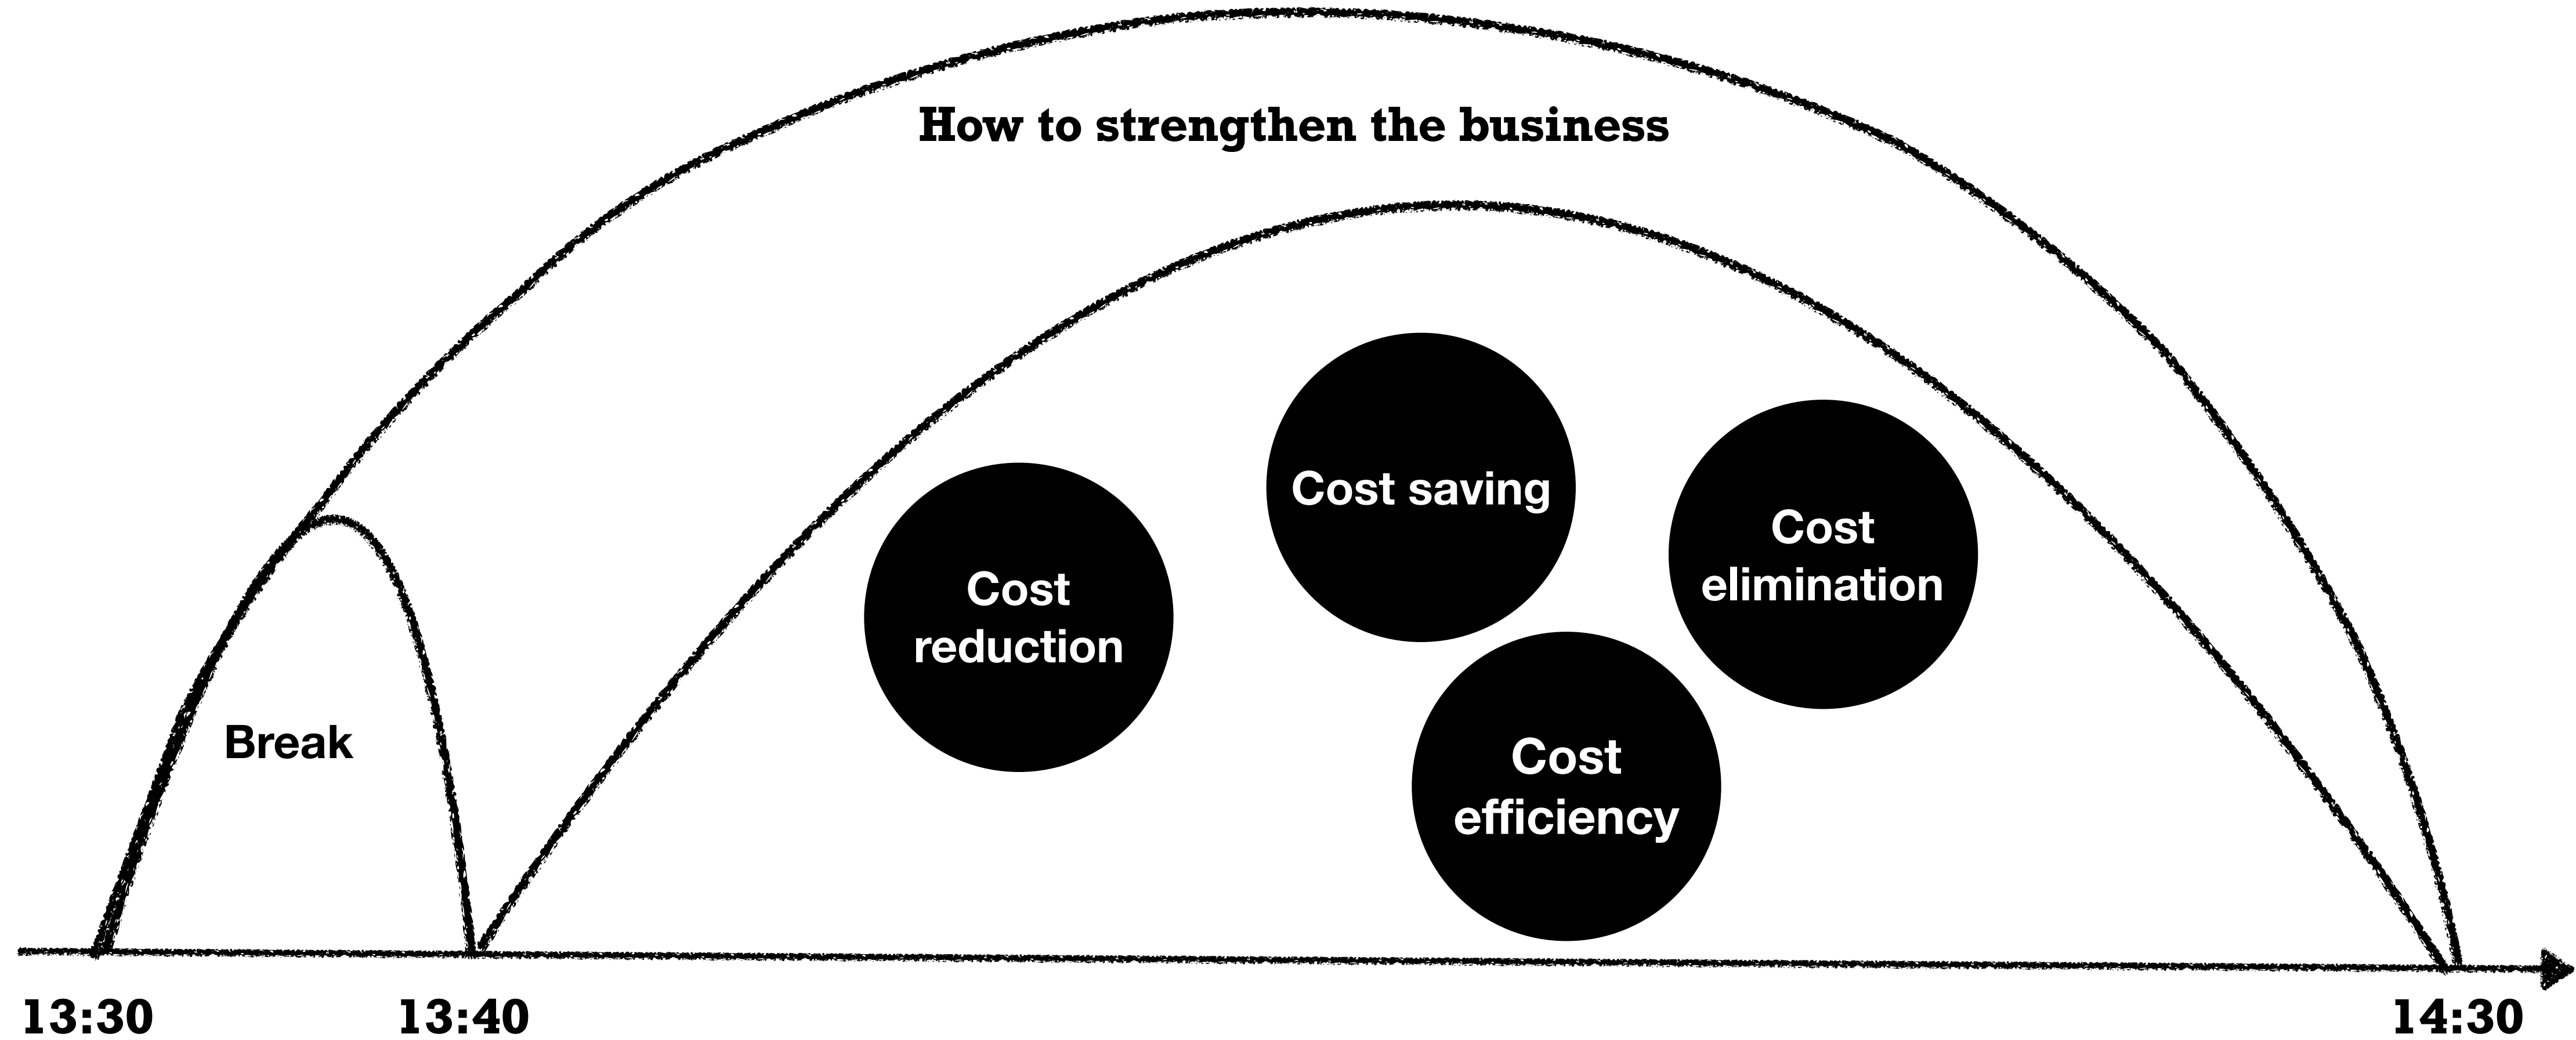 How to strengthen the business
Cost saving
Cost
elimination
Cost
reduction
Cost
efficiency
Break
13:30
13:40
14:30